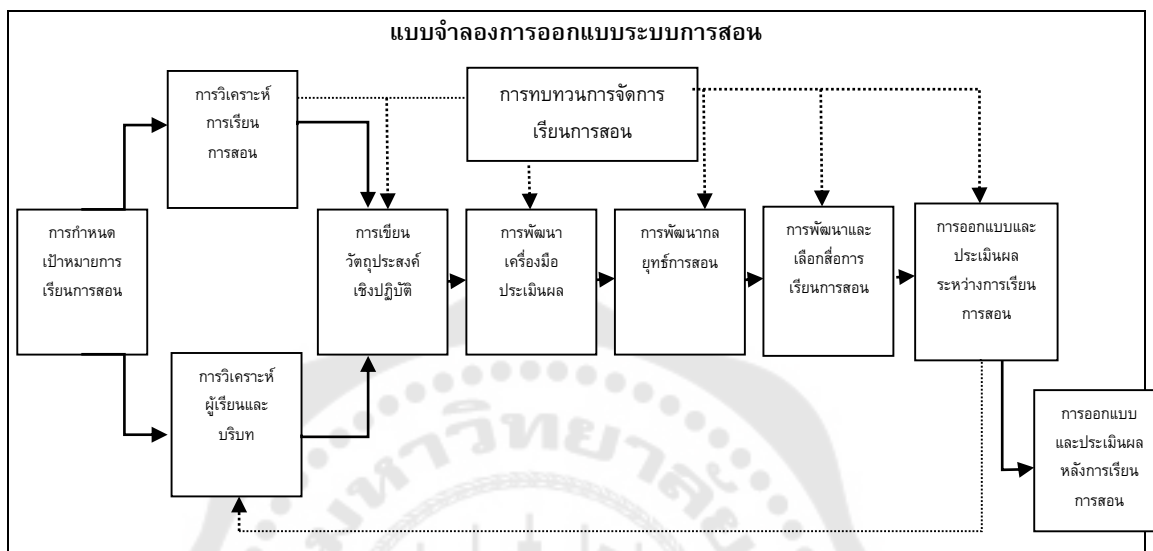 แบบจำลองการออกแบบระบบการสอน
การวิเคราะห์
การเรียน
การสอน
การทบทวนการจัดการ
เรียนการสอน
การกำหนด
เป้าหมายการ
เรียนการสอน
การเขียน
วัตถุประสงค์
เชิงปฏิบัติ
การพัฒนา
เครื่องมือ
ประเมินผล
การพัฒนากล
ยุทธ์การสอน
การพัฒนาและ
เลือกสื่อการ
เรียนการสอน
การออกแบบและ
ประเมินผล
ระหว่างการเรียน
การสอน
การวิเคราะห์
ผู้เรียนและ
บริบท
การออกแบบ
และประเมินผล
หลังการเรียน
การสอน
มหาวิทยาลัย